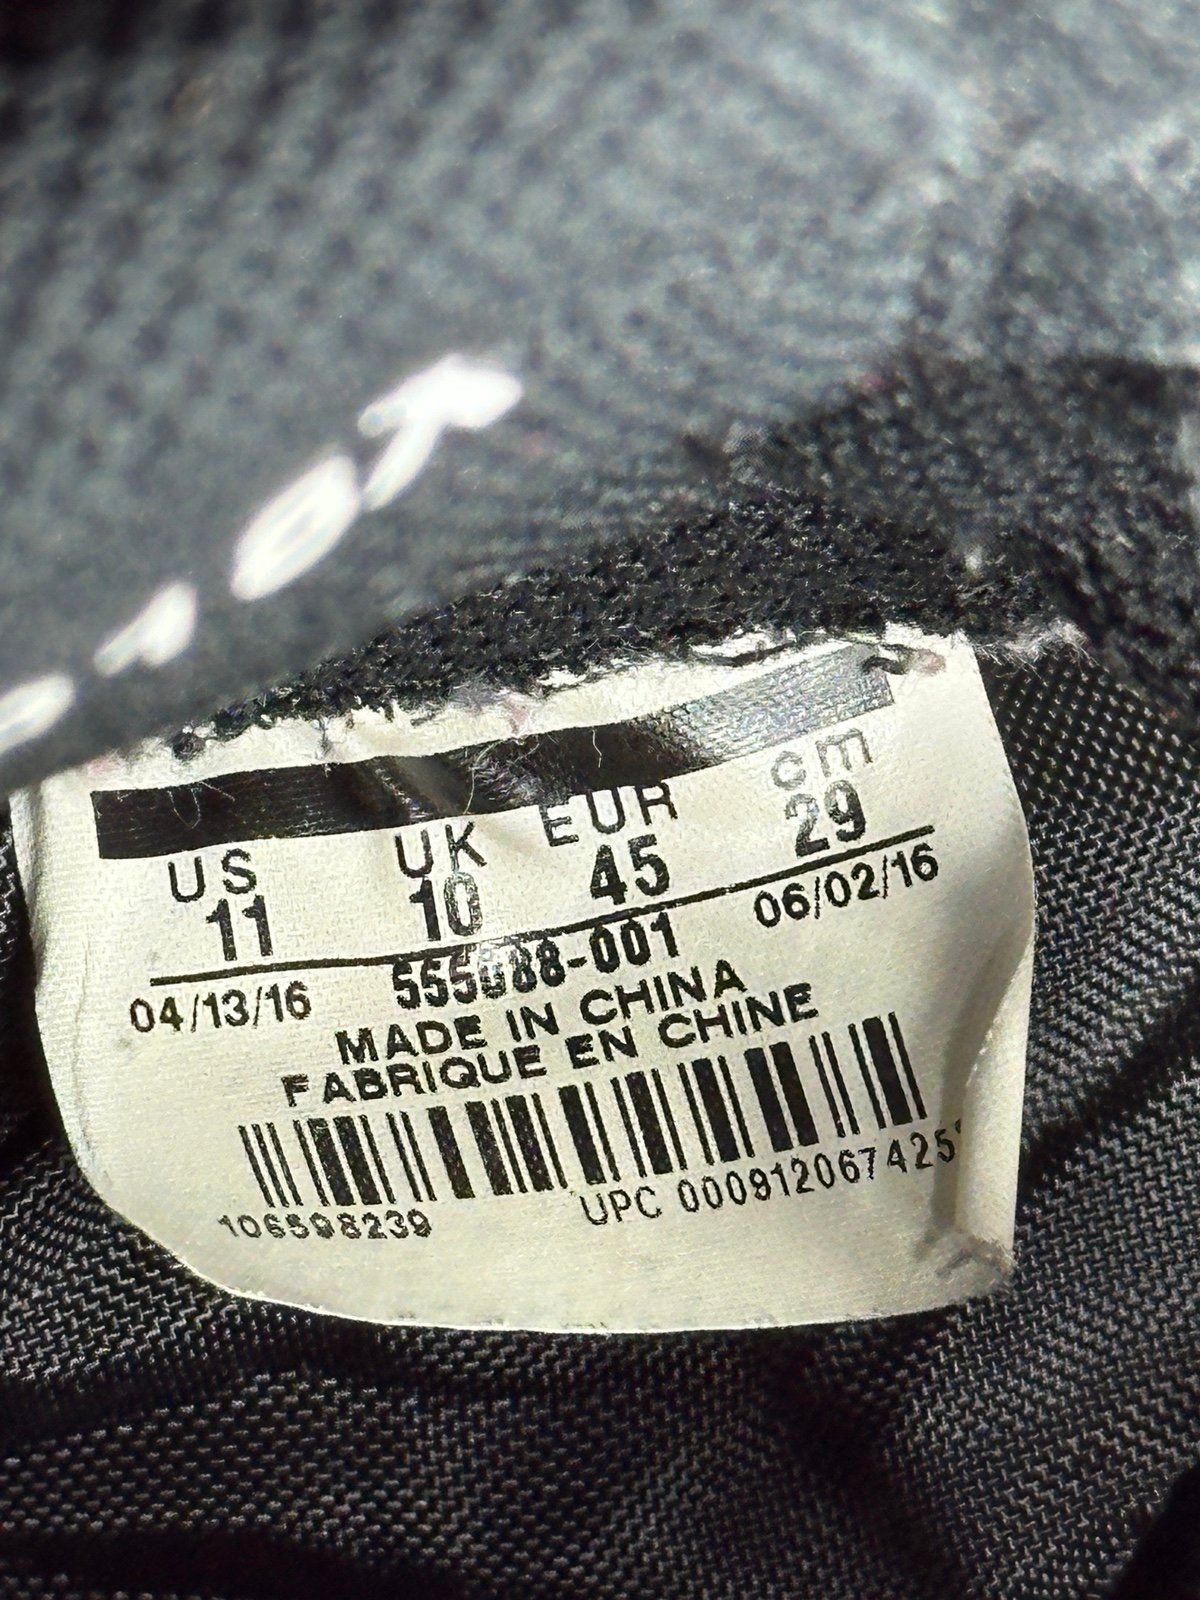 US UK EUR cm
11 10 45 29
04/13/16 06/02/16
555088-001
MADE IN CHINA
FABRIQUE EN CHINE
106598239 UPC 00091206742